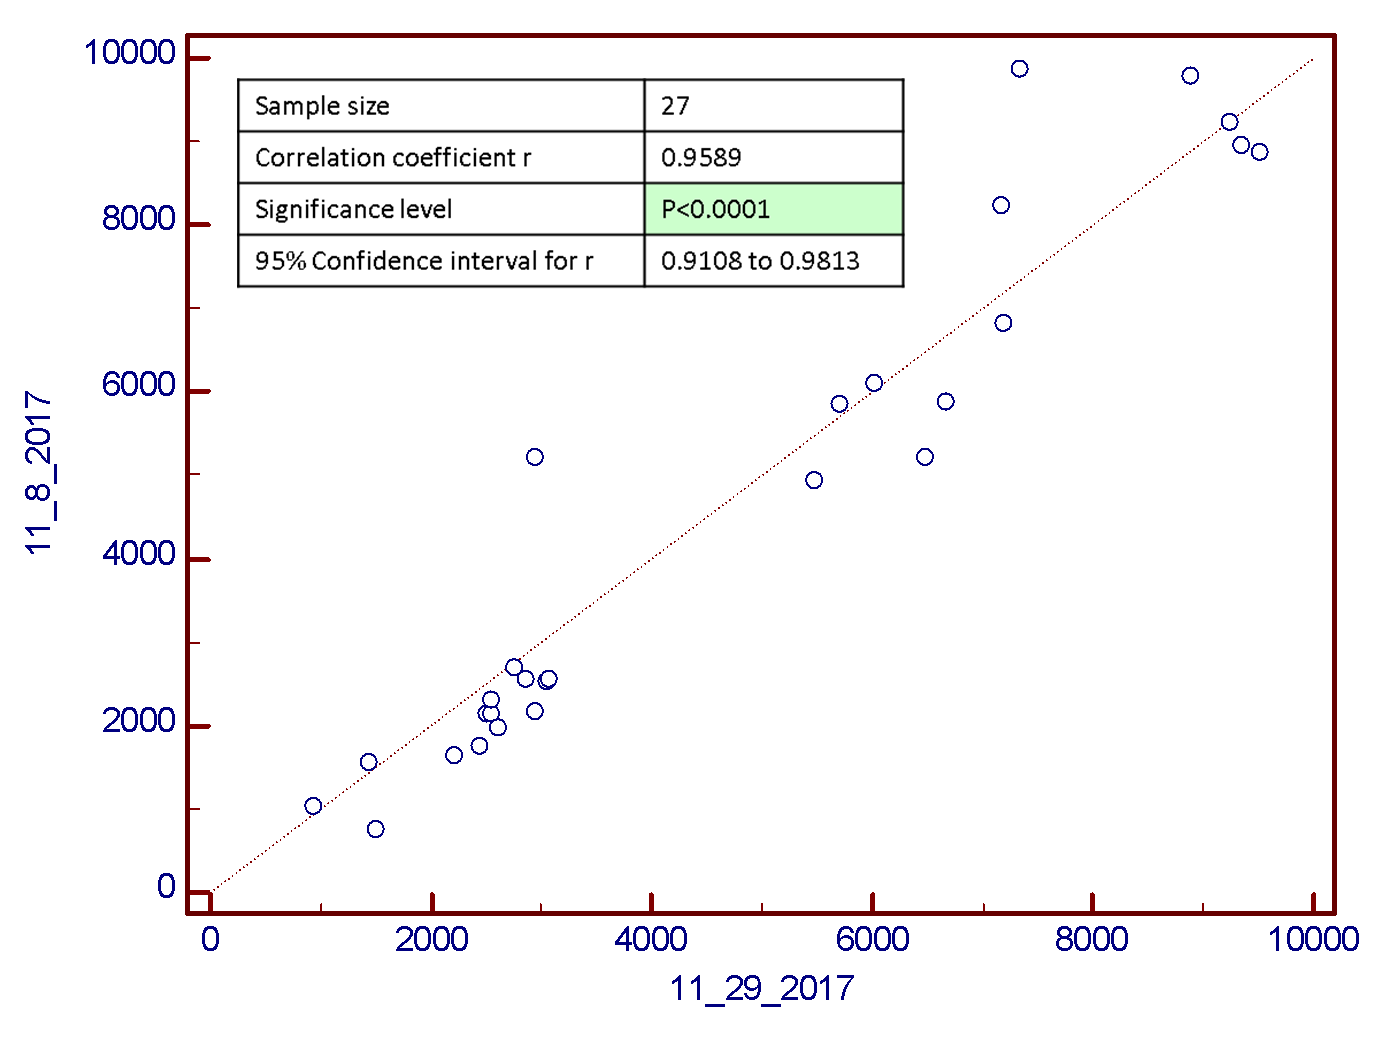 10000
Sample size 27
Correlation coefficient r 0.9589
Significance level P<0.0001
95% Confidence interval for r 0.9108 to 0.9813
8000
6000
11_8_2017
4000
2000
0
0 2000 4000 6000 8000 10000
11_29_2017